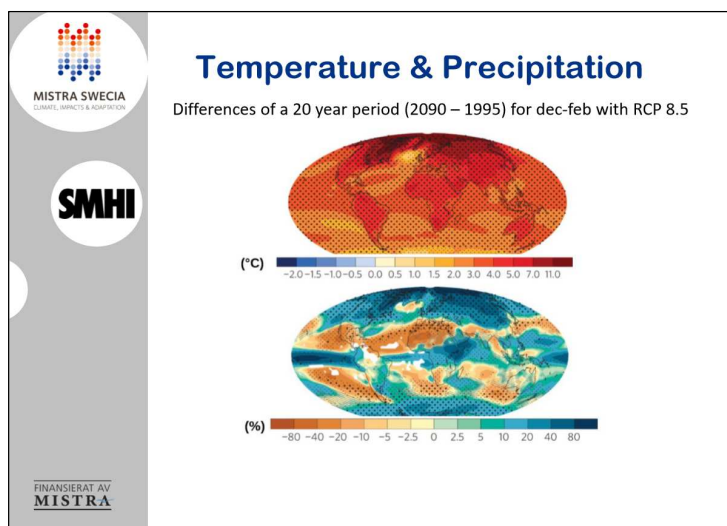 MISTRA SWECIA
CLIMATE, IMPACTS & ADAPTATION
SMHI
FINANSIERAT AV
MISTRA
Temperature & Precipitation
Differences of a 20 year period (2090 – 1995) for dec-feb with RCP 8.5
(°C)
−2.0 −1.5 −1.0 −0.5 0.0 0.5 1.0 1.5 2.0 3.0 4.0 5.0 7.0 11.0
(%)
−80 −40 −20 −10 −5 −2.5 0 2.5 5 10 20 40 80